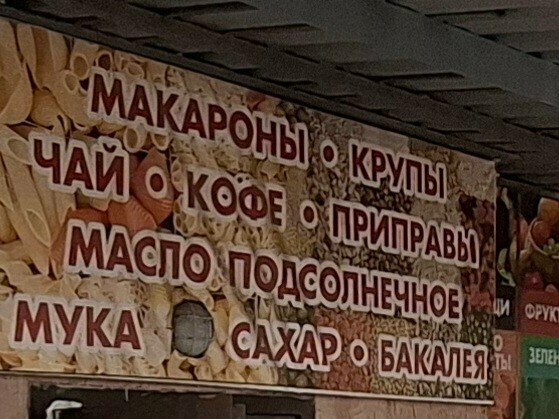 МАКАРОНЫ • КРУПЫ
ЧАЙ • КОФЕ • ПРИПРАВЫ
МАСЛО ПОДСОЛНЕЧНОЕ
МУКА САХАР • БАКАЛЕЯ